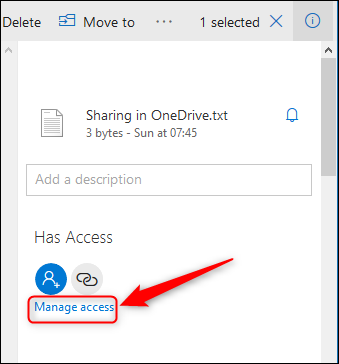 Delete Move to ... 1 selected
Sharing in OneDrive.txt
3 bytes - Sun at 07:45
Add a description
Has Access
Manage access